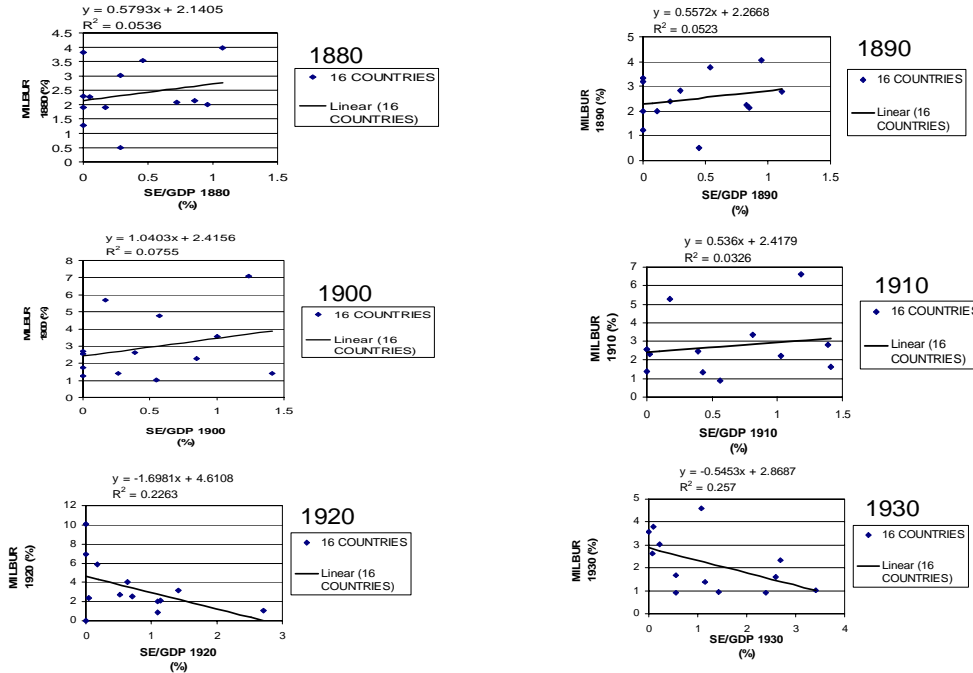 y = 0.5793x + 2.1405
R² = 0.0536
1880
MILBUR
1880 (%)
4.5
4
3.5
3
2.5
2
1.5
1
0.5
0
0
0.5
1
1.5
SE/GDP 1880
(%)
16 COUNTRIES
Linear (16
COUNTRIES)
y = 0.5572x + 2.2668
R² = 0.0523
1890
MILBUR
1890 (%)
5
4
3
2
1
0
0
0.5
1
1.5
SE/GDP 1890
(%)
16 COUNTRIES
Linear (16
COUNTRIES)
y = 1.0403x + 2.4156
R² = 0.0755
1900
MILBUR
1900 (%)
8
7
6
5
4
3
2
1
0
0
0.5
1
1.5
SE/GDP 1900
(%)
16 COUNTRIES
Linear (16
COUNTRIES)
y = 0.536x + 2.4179
R² = 0.0326
1910
MILBUR
1910 (%)
7
6
5
4
3
2
1
0
0
0.5
1
1.5
SE/GDP 1910
(%)
16 COUNTRIES
Linear (16
COUNTRIES)
y = -1.6981x + 4.6108
R² = 0.2263
1920
MILBUR
1920 (%)
12
10
8
6
4
2
0
0
1
2
3
SE/GDP 1920
(%)
16 COUNTRIES
Linear (16
COUNTRIES)
y = -0.5453x + 2.8687
R² = 0.257
1930
MILBUR
1930 (%)
5
4
3
2
1
0
0
1
2
3
4
SE/GDP 1930
(%)
16 COUNTRIES
Linear (16
COUNTRIES)